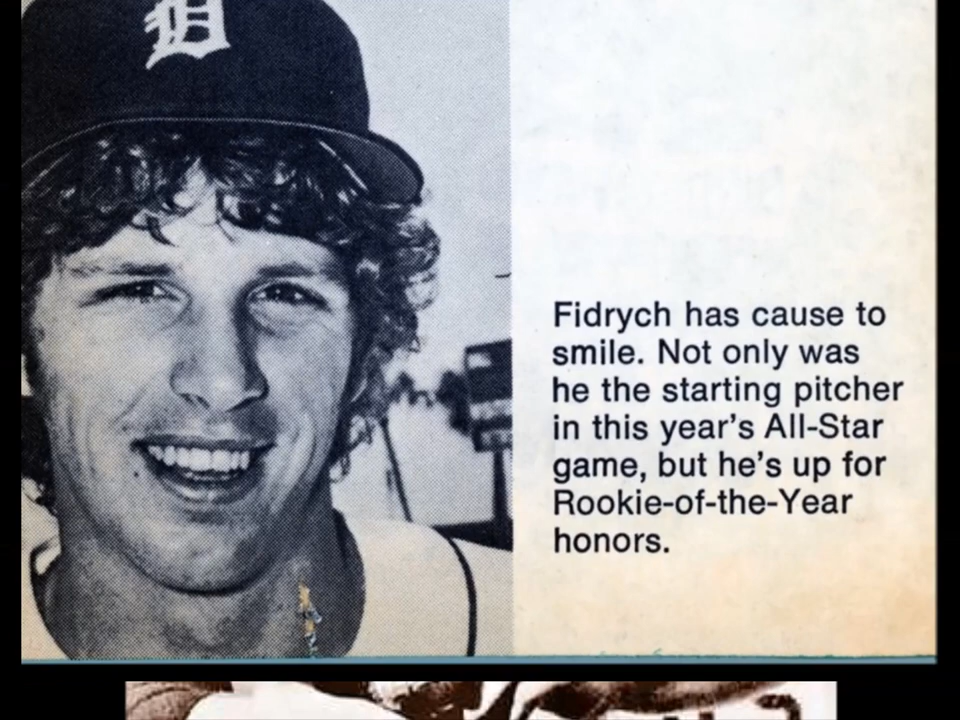 D
Fidrych has cause to
smile. Not only was
he the starting pitcher
in this year's All-Star
game, but he's up for
Rookie-of-the-Year
honors.